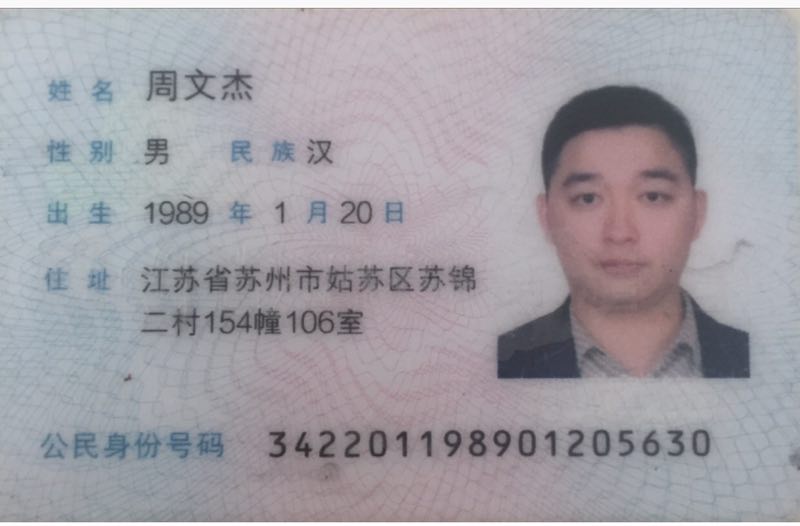 姓名 周文杰
性别 男 民族 汉
出生 1989 年 1 月 20 日
住址 江苏省苏州市姑苏区苏锦
二村154幢106室
公民身份号码 342201198901205630